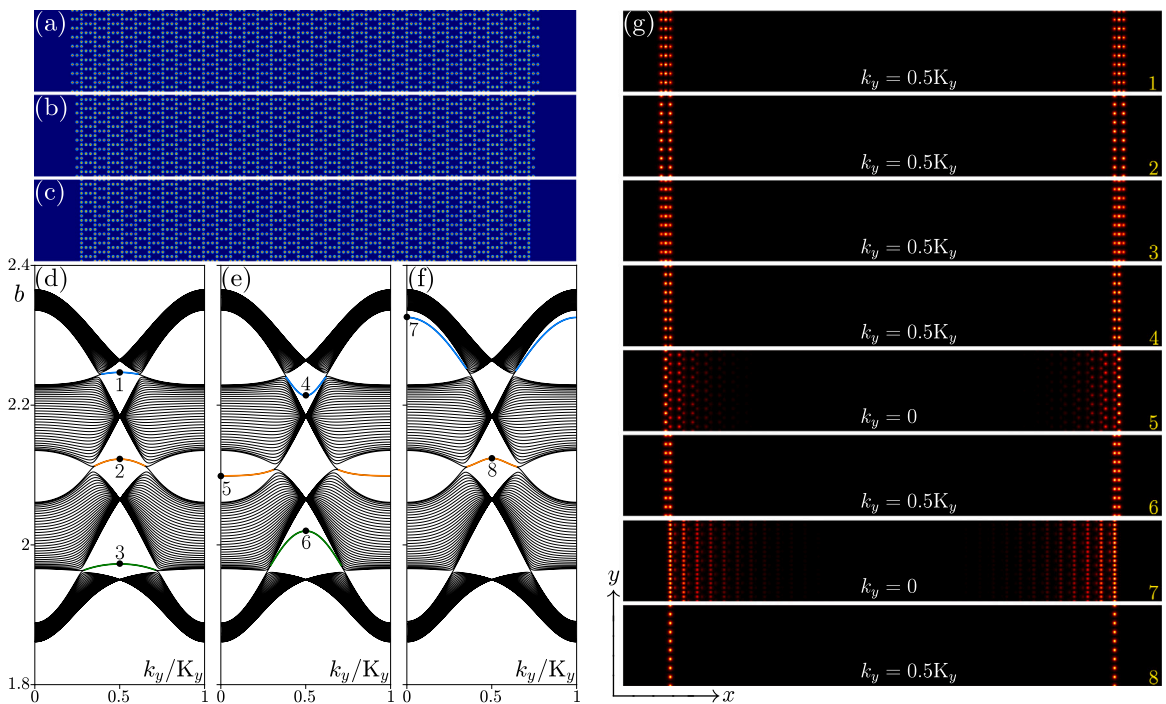 (a)
(b)
(c)
(d)
(e)
(f)
2.4
b
2.2
2
1.8
1
2
3
4
5
6
7
8
k_y/K_y
k_y/K_y
k_y/K_y
0
0.5
1
0
0.5
1
0
0.5
1
(g)
k_y = 0.5K_y
1
k_y = 0.5K_y
2
k_y = 0.5K_y
3
k_y = 0.5K_y
4
k_y = 0
5
k_y = 0.5K_y
6
k_y = 0
7
k_y = 0.5K_y
8
y
x